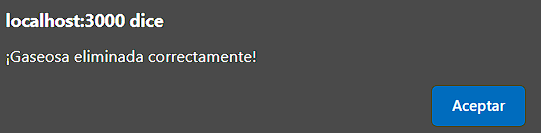 localhost:3000 dice
¡Gaseosa eliminada correctamente!
Aceptar